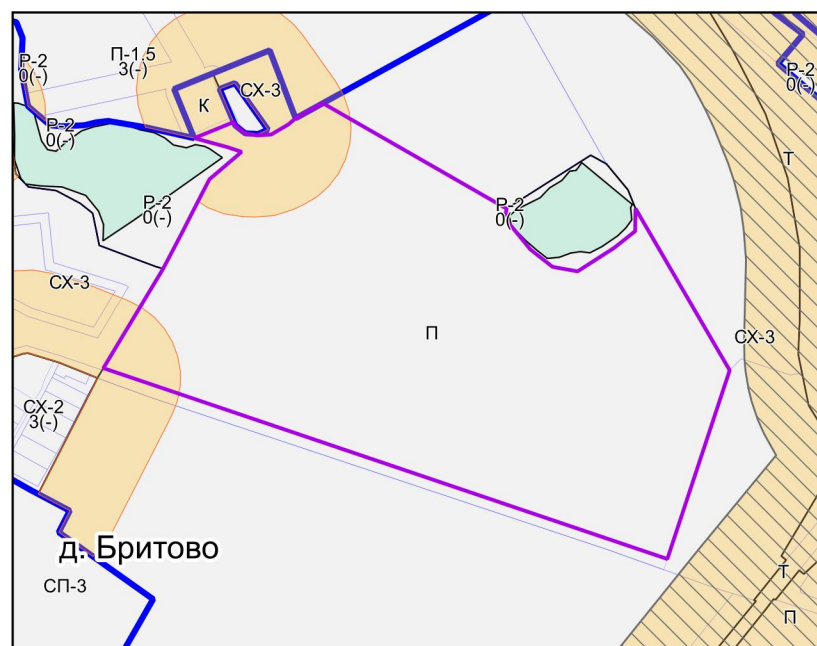 П-1,5
3(-)
Р-2
0(-)
СХ-3
К
Р-2
0(-)
Р-2
0(-)
Т
Р-2
0(-)
Р-2
0(-)
СХ-3
П
СХ-3
СХ-2
3(-)
д. Бритово
СП-3
Т
П